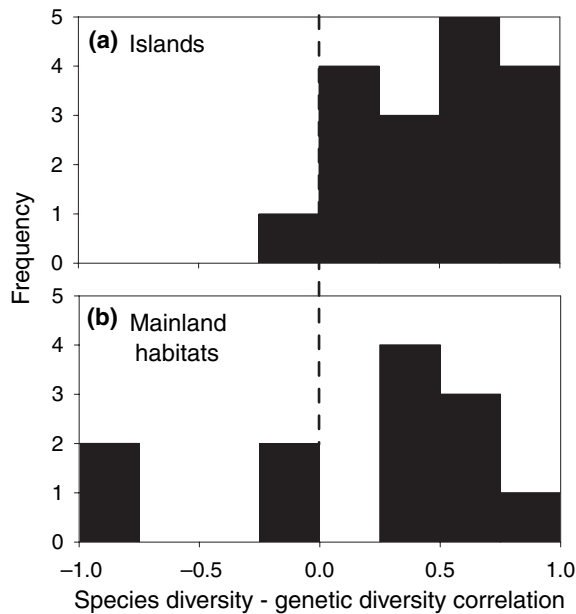 (a) Islands
5
4
3
2
1
0
Frequency
(b) Mainland
habitats
5
4
3
2
1
0
−1.0 −0.5 0.0 0.5 1.0
Species diversity - genetic diversity correlation